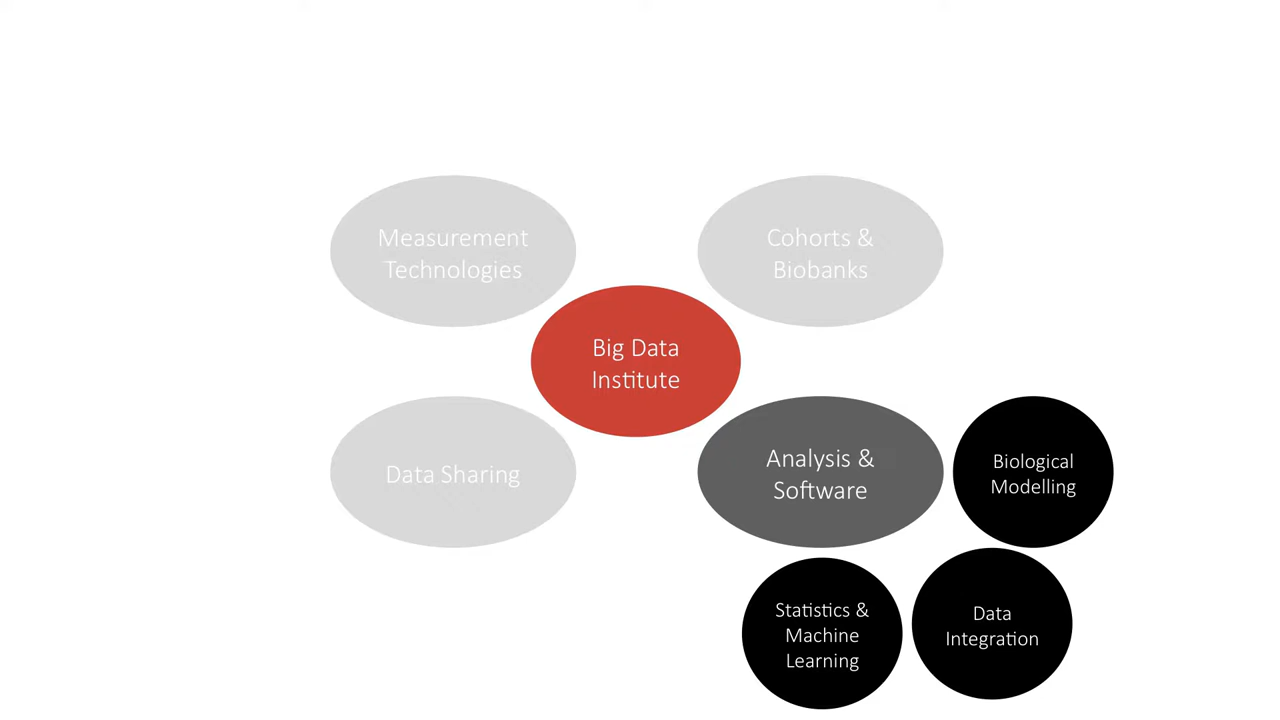 Measurement
Technologies
Cohorts &
Biobanks
Big Data
Institute
Data Sharing
Analysis &
Software
Biological
Modelling
Statistics &
Machine
Learning
Data
Integration